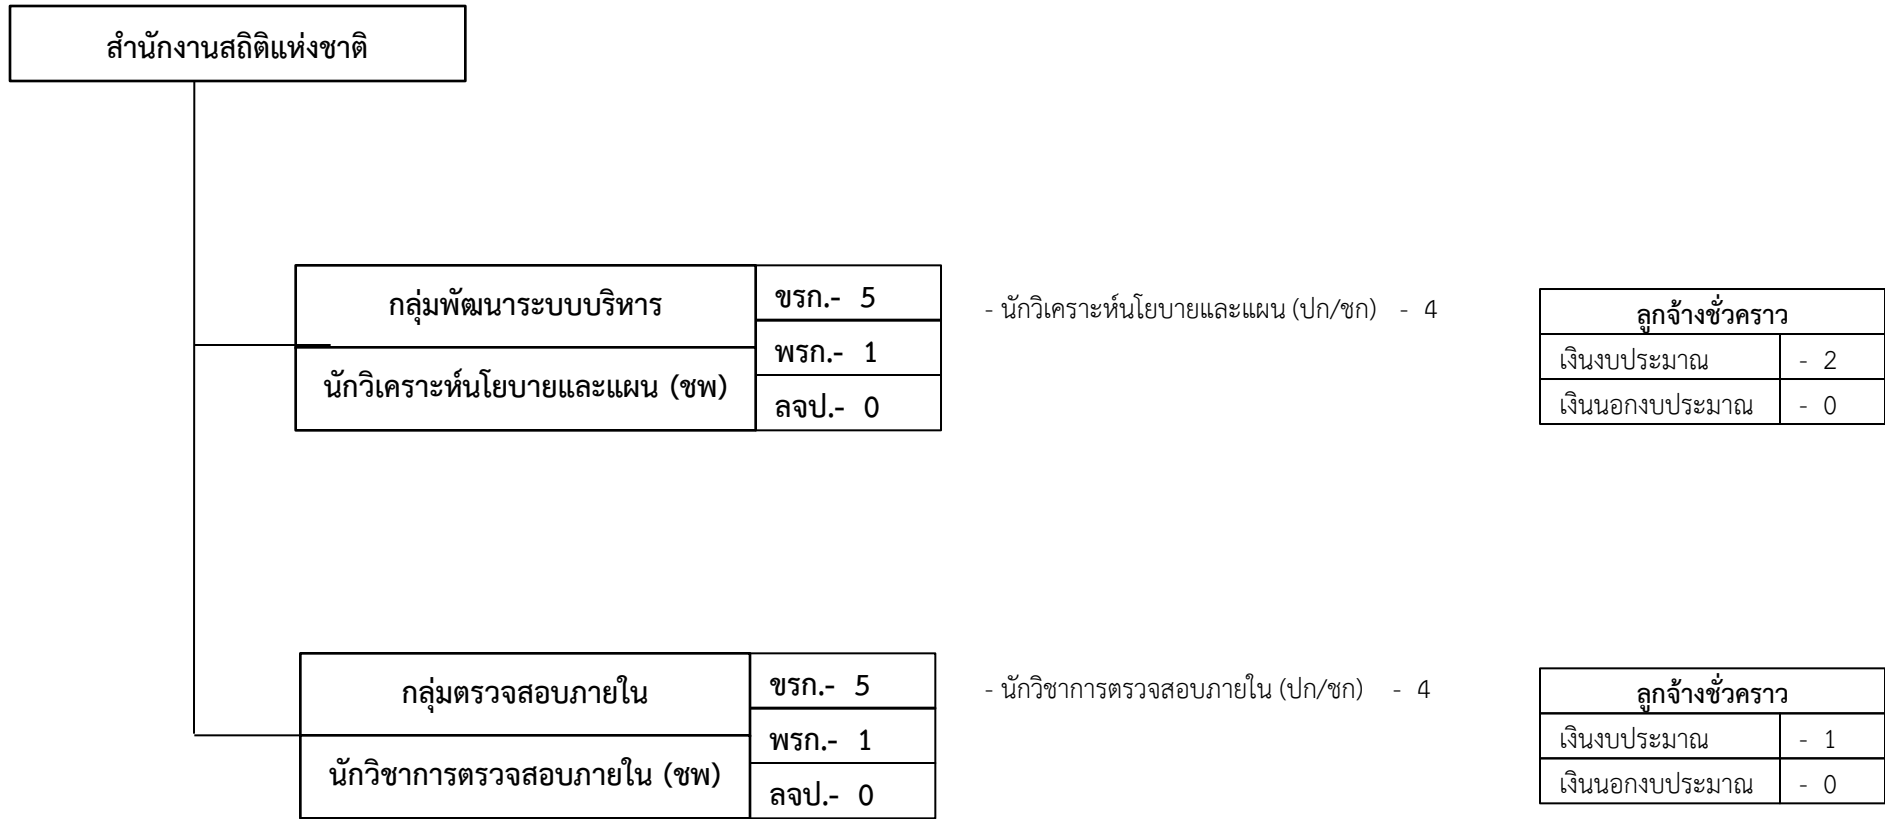 สำนักงานสถิติแห่งชาติ
กลุ่มพัฒนาระบบบริหาร
ขรก.- 5
นักวิเคราะห์นโยบายและแผน (ชพ)
พรก.- 1
ลจป.- 0
- นักวิเคราะห์นโยบายและแผน (ปก/ชก) - 4
ลูกจ้างชั่วคราว
เงินงบประมาณ - 2
เงินนอกงบประมาณ - 0
กลุ่มตรวจสอบภายใน
ขรก.- 5
นักวิชาการตรวจสอบภายใน (ชพ)
พรก.- 1
ลจป.- 0
- นักวิชาการตรวจสอบภายใน (ปก/ชก) - 4
ลูกจ้างชั่วคราว
เงินงบประมาณ - 1
เงินนอกงบประมาณ - 0